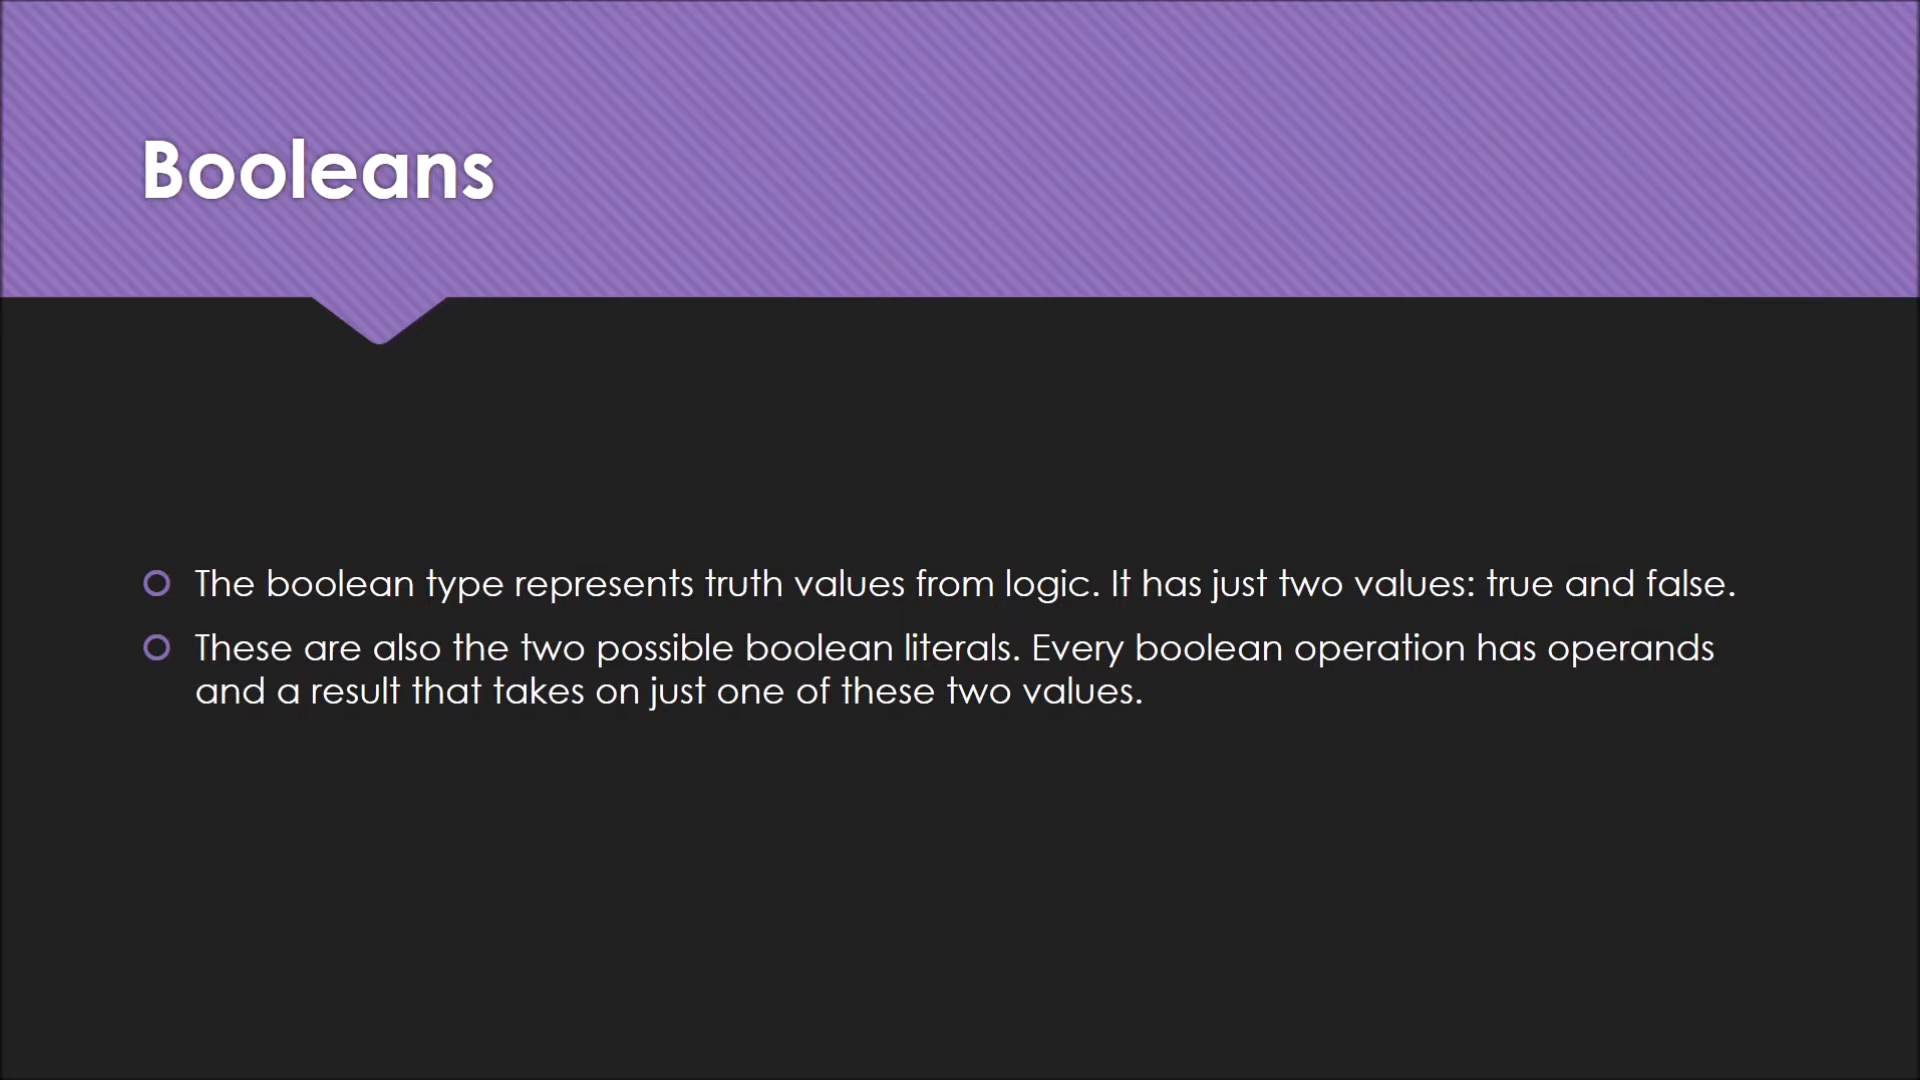 Booleans
The boolean type represents truth values from logic. It has just two values: true and false.
These are also the two possible boolean literals. Every boolean operation has operands
and a result that takes on just one of these two values.